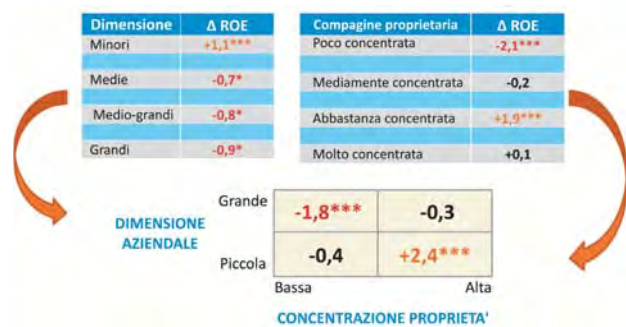 Dimensione Δ ROE
Minori +1,1***
Medie -0,7*
Medio-grandi -0,8*
Grandi -0,9*
Compagine proprietaria Δ ROE
Poco concentrata -2,1***
Mediamente concentrata -0,2
Abbastanza concentrata +1,9***
Molto concentrata +0,1
DIMENSIONE
AZIENDALE
Grande -1,8*** -0,3
Piccola -0,4 +2,4***
Bassa Alta
CONCENTRAZIONE PROPRIETA'